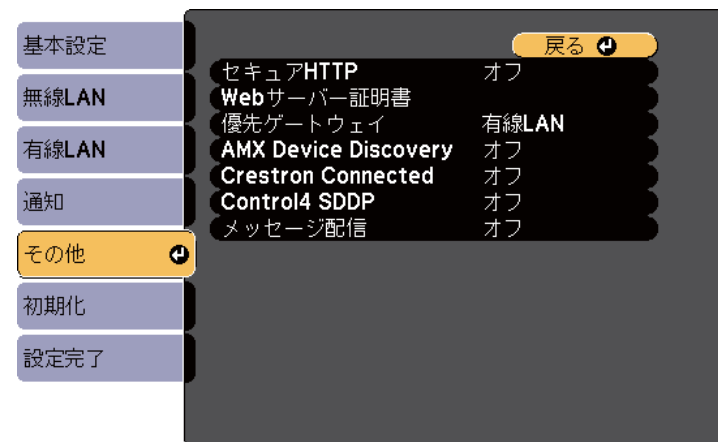 基本設定
無線LAN
有線LAN
通知
その他
初期化
設定完了
戻る
セキュアHTTP オフ
Webサーバー証明書
優先ゲートウェイ 有線LAN
AMX Device Discovery オフ
Crestron Connected オフ
Control4 SDDP オフ
メッセージ配信 オフ